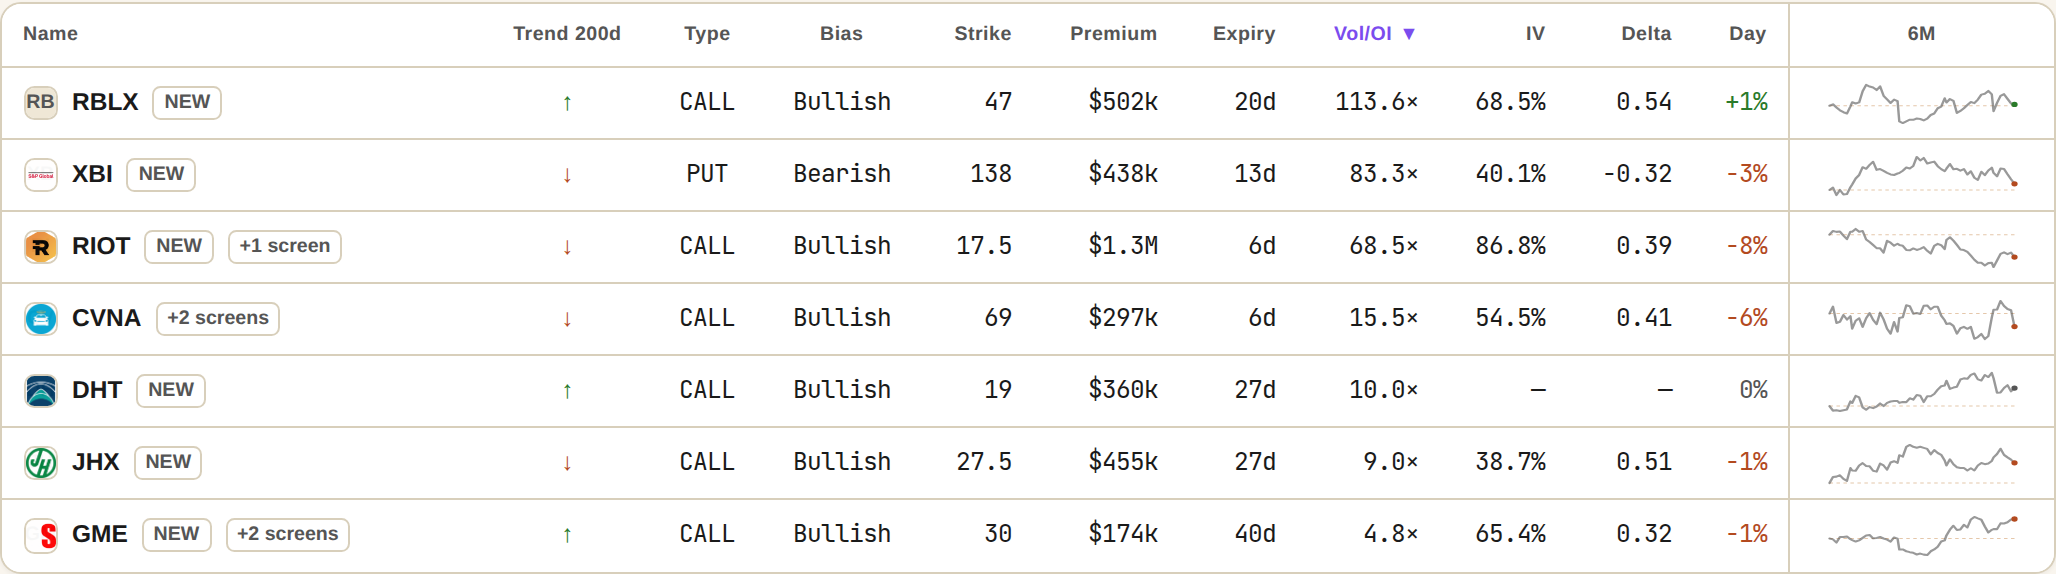 Name Trend 200d Type Bias Strike Premium Expiry Vol/OI ▼ IV Delta Day 6M
RB RBLX NEW ↑ CALL Bullish 47 $502k 20d 113.6× 68.5% 0.54 +1%
S&P Global XBI NEW ↓ PUT Bearish 138 $438k 13d 83.3× 40.1% -0.32 -3%
R RIOT NEW +1 screen ↓ CALL Bullish 17.5 $1.3M 6d 68.5× 86.8% 0.39 -8%
CVNA +2 screens ↓ CALL Bullish 69 $297k 6d 15.5× 54.5% 0.41 -6%
DHT NEW ↑ CALL Bullish 19 $360k 27d 10.0× — — 0%
JH JHX NEW ↓ CALL Bullish 27.5 $455k 27d 9.0× 38.7% 0.51 -1%
S GME NEW +2 screens ↑ CALL Bullish 30 $174k 40d 4.8× 65.4% 0.32 -1%